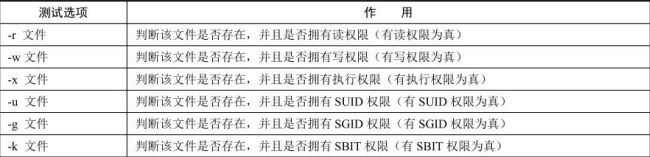 测试选项 作 用
-r 文件 判断该文件是否存在，并且是否拥有读权限（有读权限为真）
-w 文件 判断该文件是否存在，并且是否拥有写权限（有写权限为真）
-x 文件 判断该文件是否存在，并且是否拥有执行权限（有执行权限为真）
-u 文件 判断该文件是否存在，并且是否拥有 SUID 权限（有 SUID 权限为真）
-g 文件 判断该文件是否存在，并且是否拥有 SGID 权限（有 SGID 权限为真）
-k 文件 判断该文件是否存在，并且是否拥有 SBIT 权限（有 SBIT 权限为真）